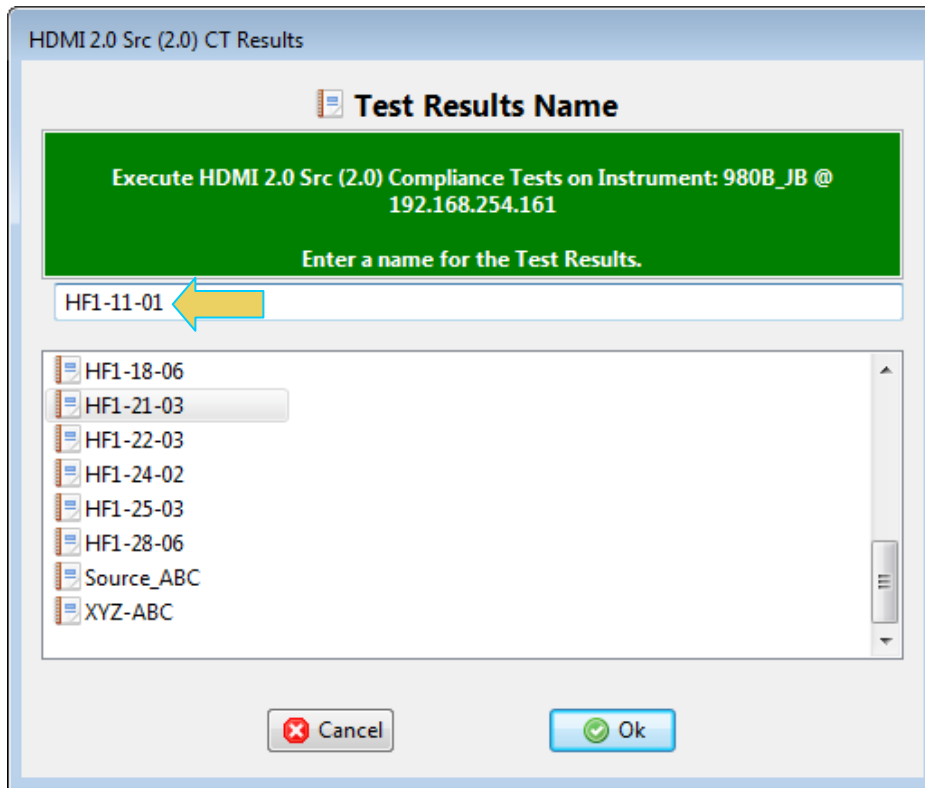 HDMI 2.0 Src (2.0) CT Results
Test Results Name
Execute HDMI 2.0 Src (2.0) Compliance Tests on Instrument: 980B_JB @
192.168.254.161
Enter a name for the Test Results.
HF1-11-01
HF1-18-06
HF1-21-03
HF1-22-03
HF1-24-02
HF1-25-03
HF1-28-06
Source_ABC
XYZ-ABC
Cancel
Ok